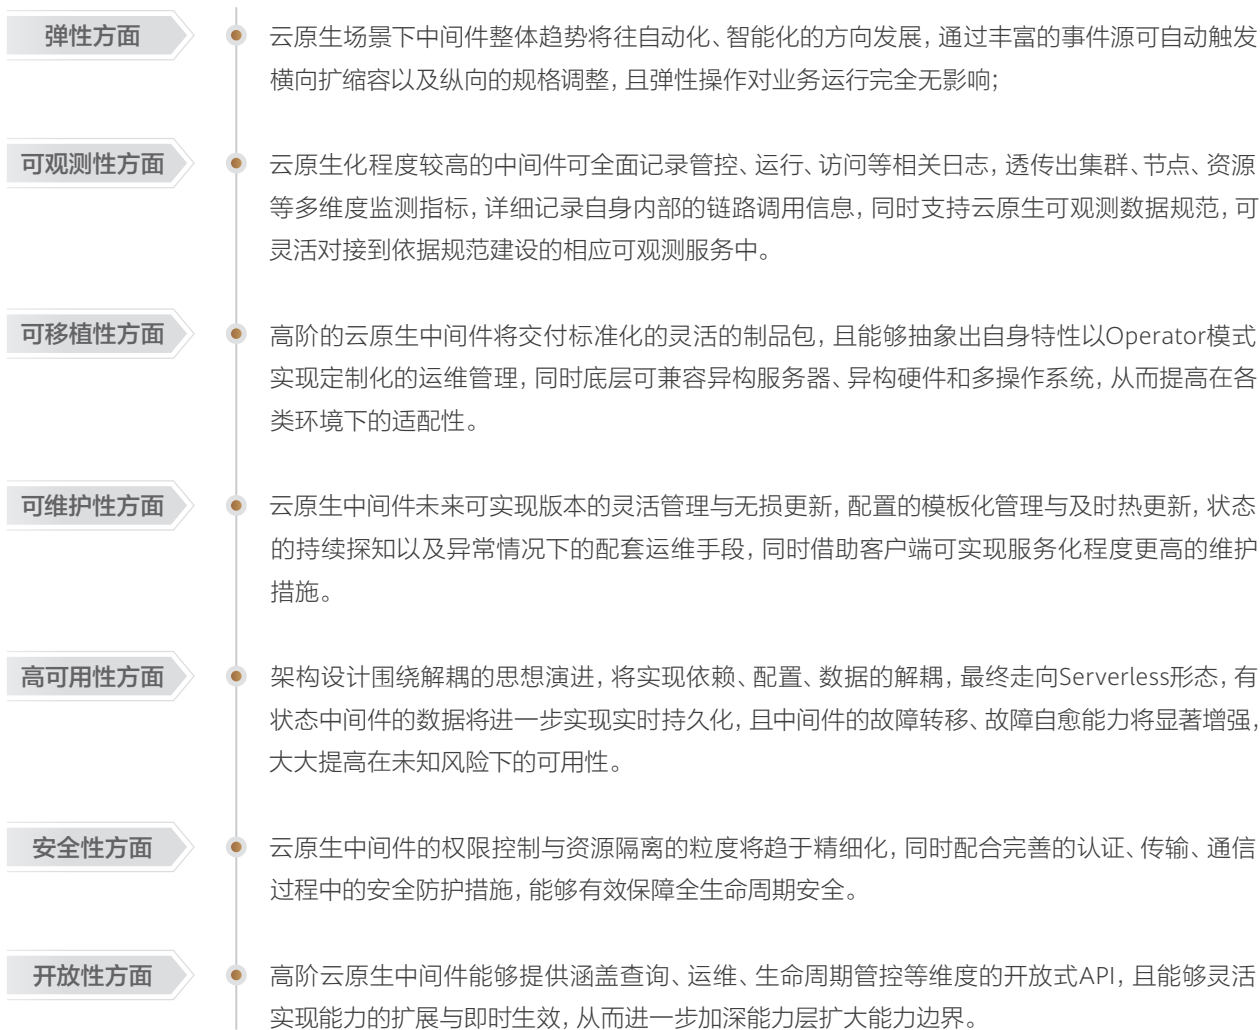 弹性方面
云原生场景下中间件整体趋势将往自动化、智能化的方向发展，通过丰富的事件源可自动触发
横向扩缩容以及纵向的规格调整，且弹性操作对业务运行完全无影响；
可观测性方面
云原生化程度较高的中间件可全面记录管控、运行、访问等相关日志，透传出集群、节点、资源
等多维度监测指标，详细记录自身内部的链路调用信息，同时支持云原生可观测数据规范，可
灵活对接到依据规范建设的相应可观测服务中。
可移植性方面
高阶的云原生中间件将交付标准化的灵活的制品包，且能够抽象出自身特性以Operator模式
实现定制化的运维管理，同时底层可兼容异构服务器、异构硬件和多操作系统，从而提高在各
类环境下的适配性。
可维护性方面
云原生中间件未来可实现版本的灵活管理与无损更新，配置的模板化管理与及时热更新，状态
的持续探知以及异常情况下的配套运维手段，同时借助客户端可实现服务化程度更高的维护
措施。
高可用性方面
架构设计围绕解耦的思想演进，将实现依赖、配置、数据的解耦，最终走向Serverless形态，有
状态中间件的数据将进一步实现实时持久化，且中间件的故障转移、故障自愈能力将显著增强，
大大提高在未知风险下的可用性。
安全性方面
云原生中间件的权限控制与资源隔离的粒度将趋于精细化，同时配合完善的认证、传输、通信
过程中的安全防护措施，能够有效保障全生命周期安全。
开放性方面
高阶云原生中间件能够提供涵盖查询、运维、生命周期管控等维度的开放式API，且能够灵活
实现能力的扩展与即时生效，从而进一步加深能力层扩大能力边界。